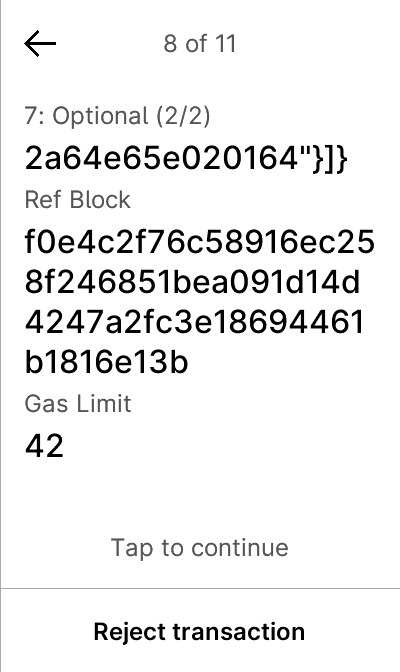 8 of 11
7: Optional (2/2)
2a64e65e020164"}]}
Ref Block
f0e4c2f76c58916ec25
8f246851bea091d14d
4247a2fc3e18694461
b1816e13b
Gas Limit
42
Tap to continue
Reject transaction